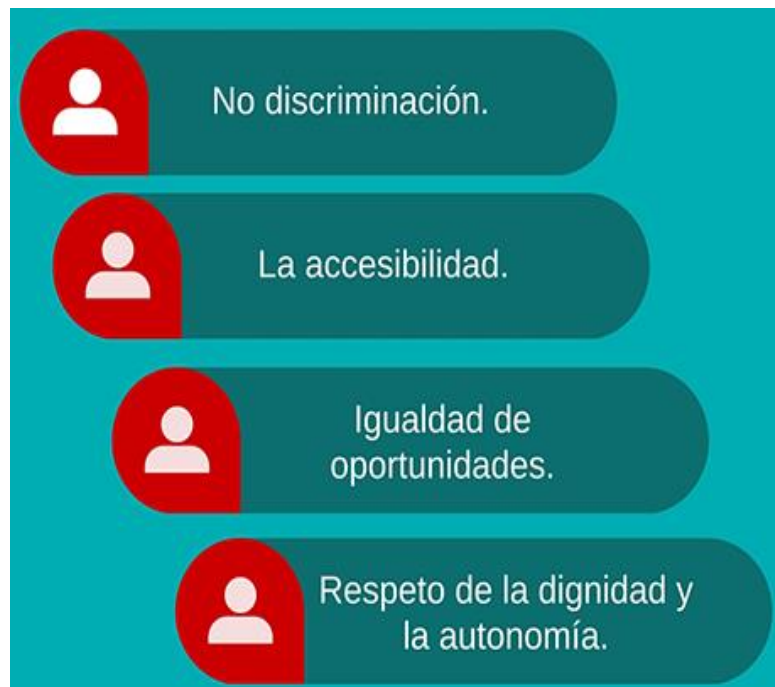 No discriminación.
La accesibilidad.
Igualdad de
oportunidades.
Respeto de la dignidad y
la autonomía.